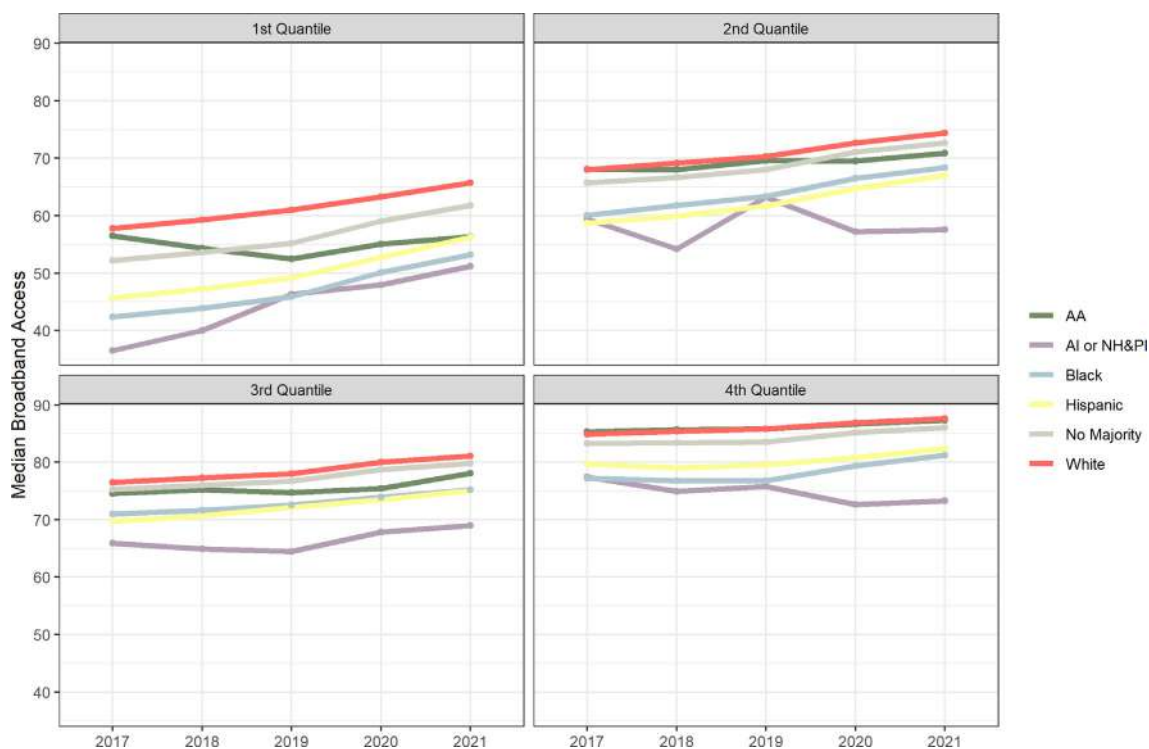 1st Quantile
2nd Quantile
90
80
70
60
50
40
3rd Quantile
4th Quantile
90
80
70
60
50
40
2017 2018 2019 2020 2021
2017 2018 2019 2020 2021
Median Broadband Access
AA
AI or NH&PI
Black
Hispanic
No Majority
White